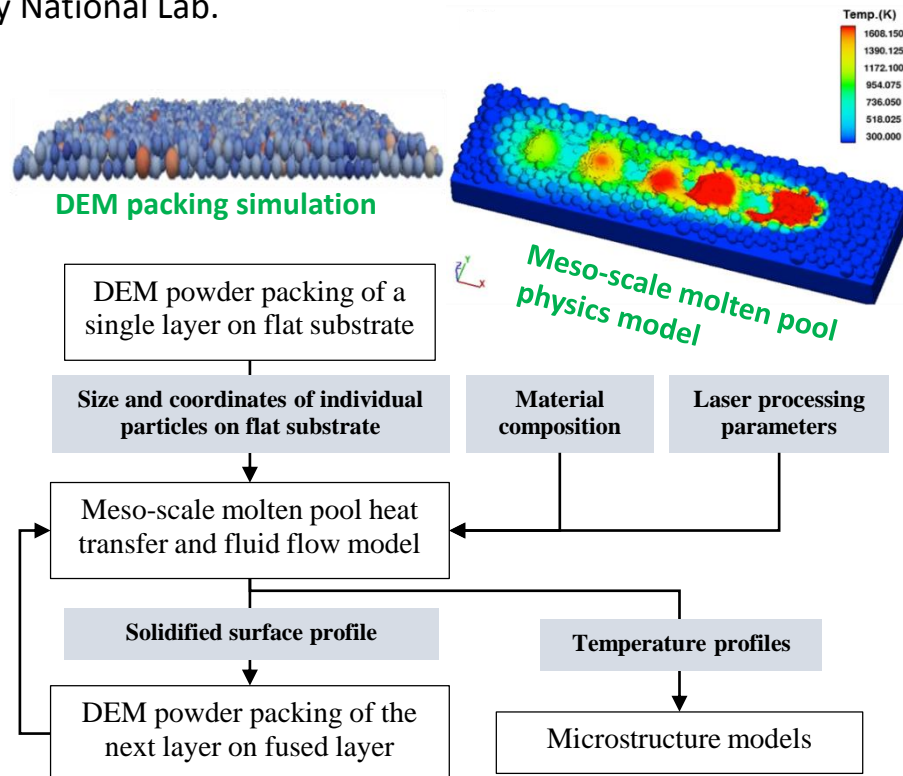 y National Lab.
Temp.(K)
1608.150
1390.125
1172.100
954.075
736.050
518.025
300.000
DEM packing simulation
Z
Y
X
Meso-scale molten pool
physics model
DEM powder packing of a
single layer on flat substrate
Size and coordinates of individual
particles on flat substrate
Material
composition
Laser processing
parameters
Meso-scale molten pool heat
transfer and fluid flow model
Solidified surface profile
Temperature profiles
DEM powder packing of the
next layer on fused layer
Microstructure models